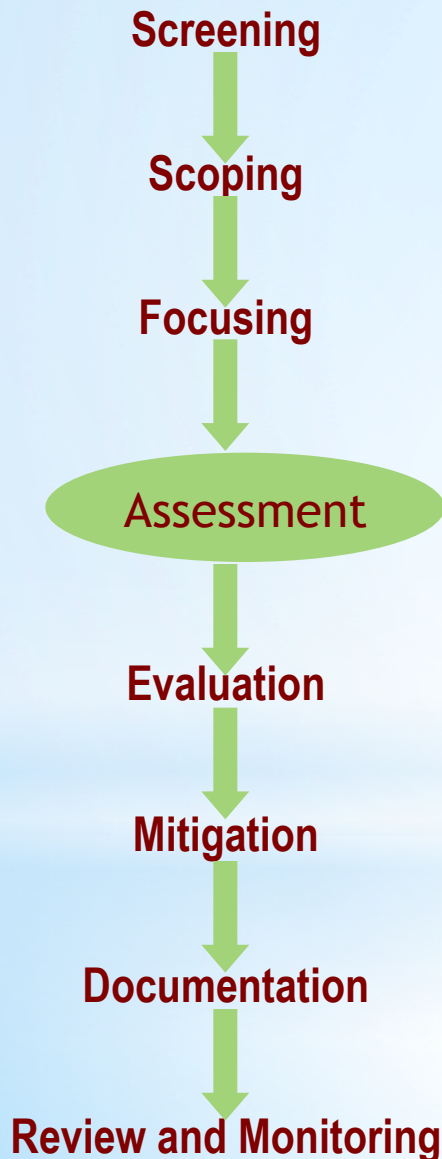 Screening
Scoping
Focusing
Assessment
Evaluation
Mitigation
Documentation
Review and Monitoring